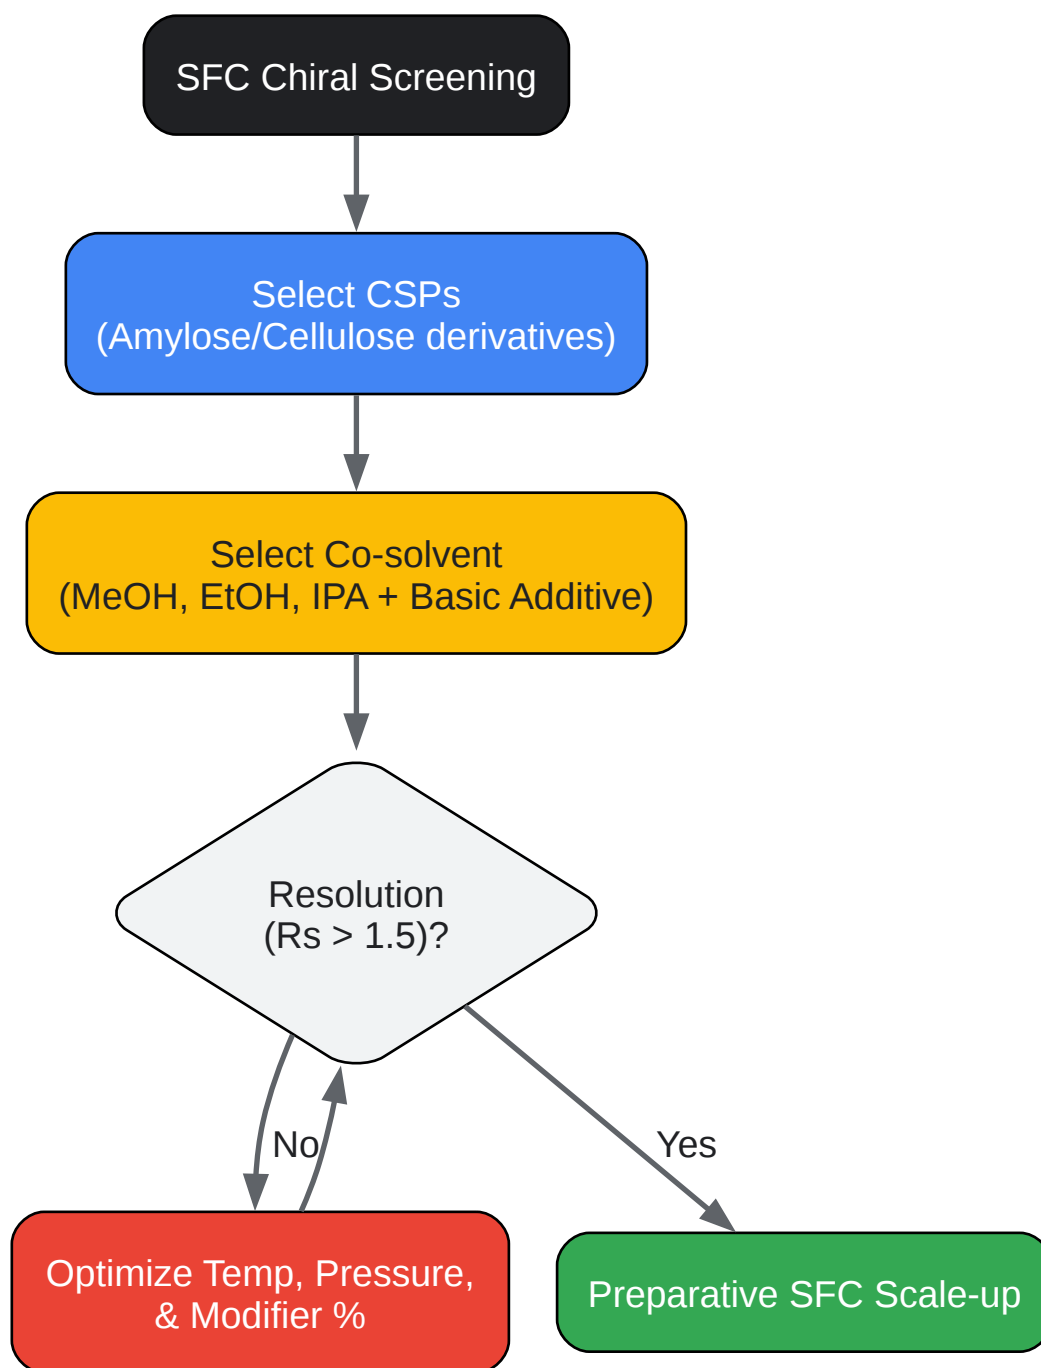 SFC Chiral Screening
Select CSPs
(Amylose/Cellulose derivatives)
Select Co-solvent
(MeOH, EtOH, IPA + Basic Additive)
Resolution
(Rs > 1.5)?
No
Yes
Optimize Temp, Pressure,
& Modifier %
Preparative SFC Scale-up